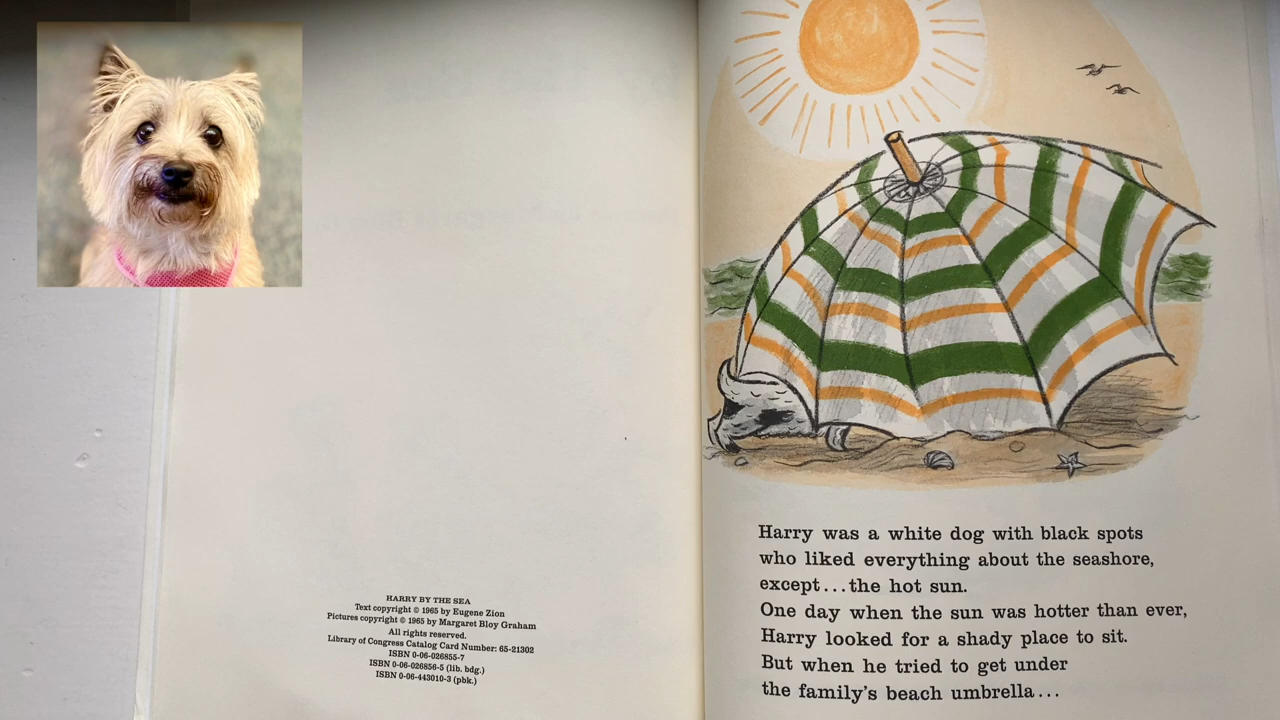 HARRY BY THE SEA
Text copyright © 1965 by Eugene Zion
Pictures copyright © 1965 by Margaret Bloy Graham
All rights reserved.
Library of Congress Catalog Card Number: 65-21302
ISBN 0-06-026855-7
ISBN 0-06-026856-5 (lib. bdg.)
ISBN 0-06-443010-3 (pbk.)
Harry was a white dog with black spots
who liked everything about the seashore,
except...the hot sun.
One day when the sun was hotter than ever,
Harry looked for a shady place to sit.
But when he tried to get under
the family's beach umbrella...